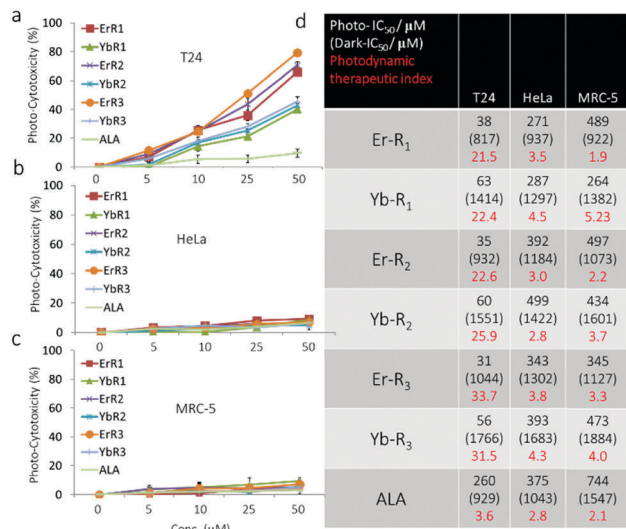 a
T24
Photo-Cytotoxicity (%)
100
80
60
40
20
0
ErR1
YbR1
ErR2
YbR2
ErR3
YbR3
ALA
0 5 10 25 50
b
HeLa
Photo-Cytotoxicity (%)
100
80
60
40
20
0
ErR1
YbR1
ErR2
YbR2
ErR3
YbR3
ALA
0 5 10 25 50
c
MRC-5
Photo-Cytotoxicity (%)
100
80
60
40
20
0
ErR1
YbR1
ErR2
YbR2
ErR3
YbR3
ALA
0 5 10 25 50
Conc. (μM)
d
Photo-IC50/ μM
(Dark-IC50/ μM)
Photodynamic
therapeutic index
T24 HeLa MRC-5
38 271 489
Er-R1 (817) (937) (922)
21.5 3.5 1.9
63 287 264
Yb-R1 (1414) (1297) (1382)
22.4 4.5 5.23
35 392 497
Er-R2 (932) (1184) (1073)
22.6 3.0 2.2
60 499 434
Yb-R2 (1551) (1422) (1601)
25.9 2.8 3.7
31 343 345
Er-R3 (1044) (1302) (1127)
33.7 3.8 3.3
56 393 473
Yb-R3 (1766) (1683) (1884)
31.5 4.3 4.0
260 375 744
ALA (929) (1043) (1547)
3.6 2.8 2.1